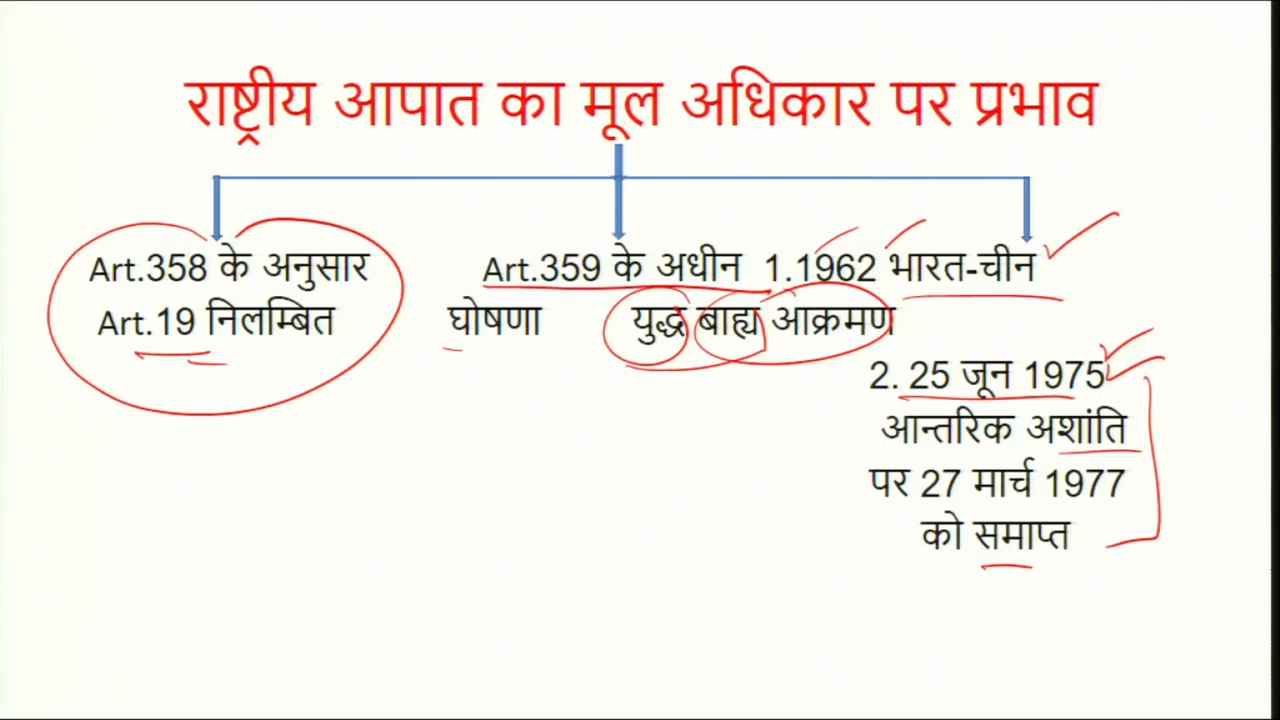 राष्ट्रीय आपात का मूल अधिकार पर प्रभाव
Art.358 के अनुसार
Art.19 निलम्बित
Art.359 के अधीन
घोषणा युद्ध बाह्य आक्रमण
1.1962 भारत-चीन
2. 25 जून 1975
आन्तरिक अशांति
पर 27 मार्च 1977
को समाप्त